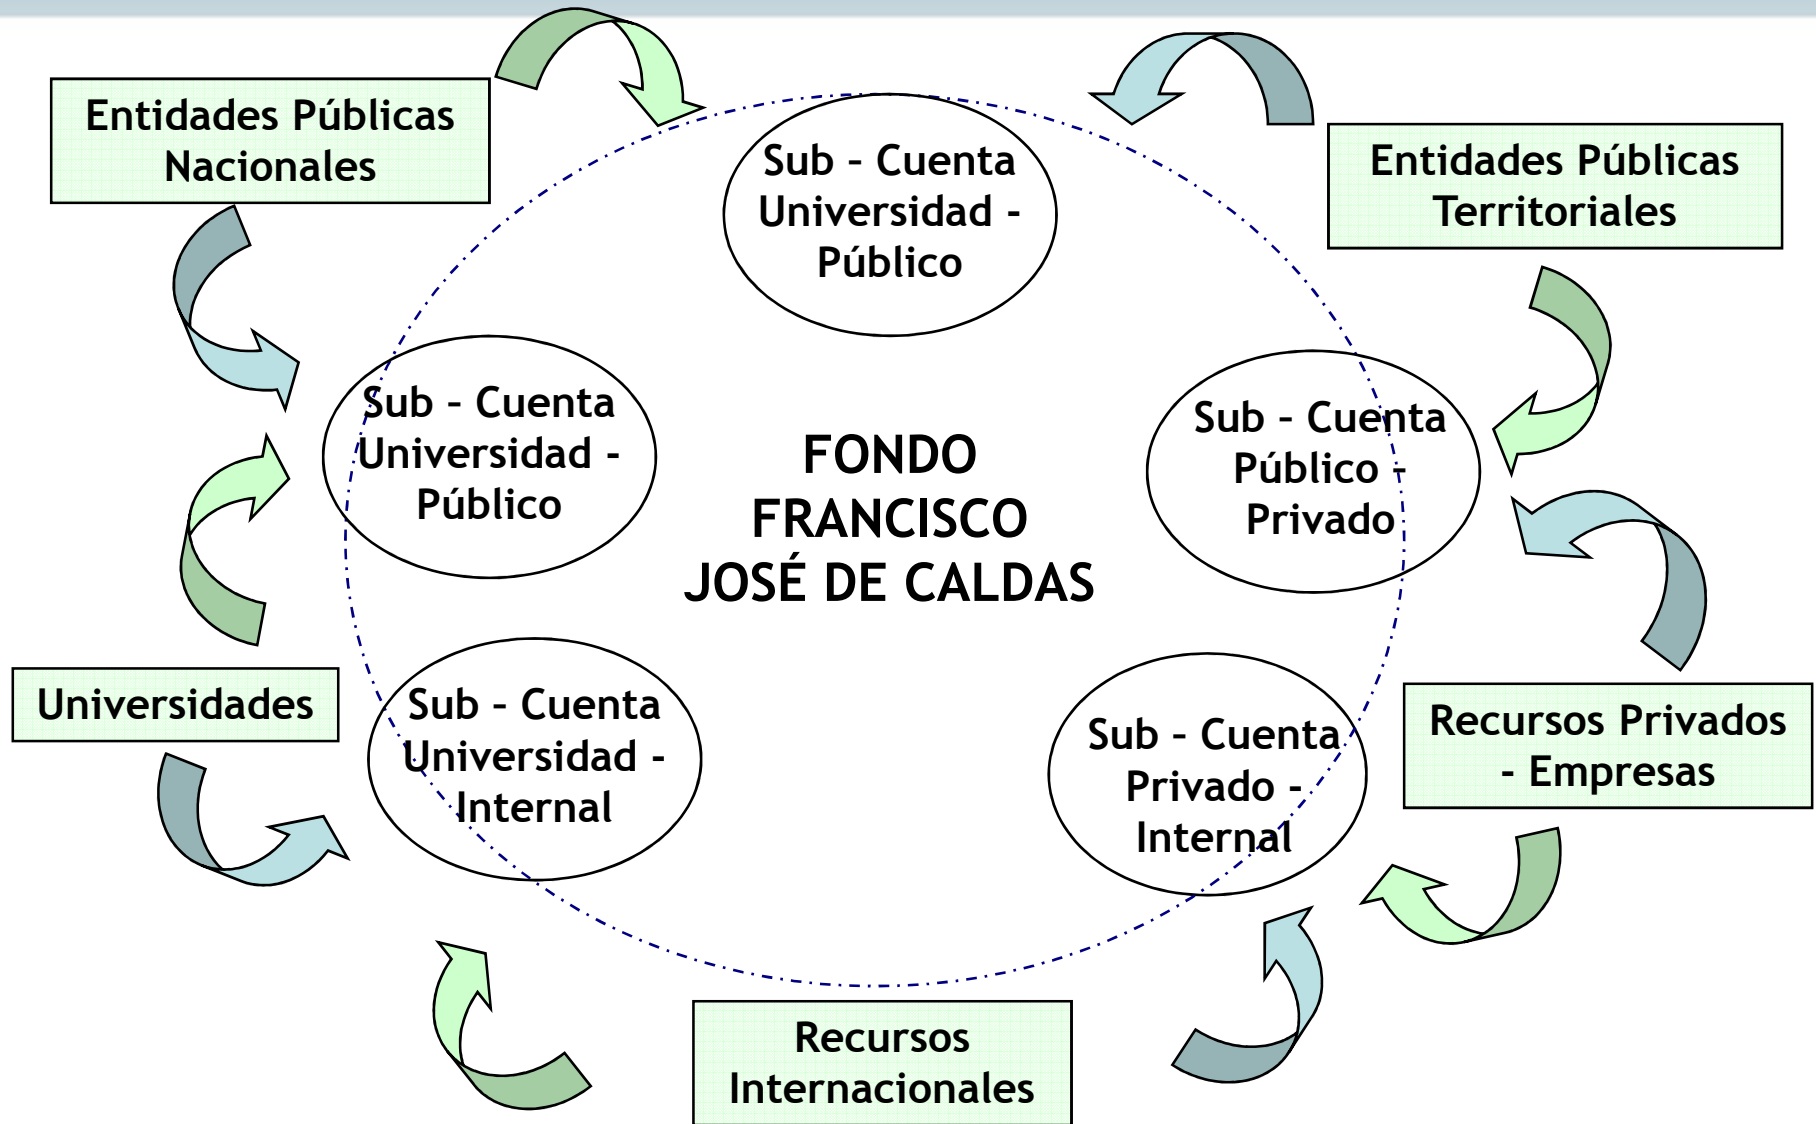 Entidades Públicas
Nacionales
Sub – Cuenta
Universidad -
Público
Entidades Públicas
Territoriales
Sub – Cuenta
Universidad -
Público
FONDO
FRANCISCO
JOSÉ DE CALDAS
Sub – Cuenta
Público -
Privado
Universidades
Sub – Cuenta
Universidad -
Internal
Sub – Cuenta
Privado -
Internal
Recursos Privados
- Empresas
Recursos
Internacionales